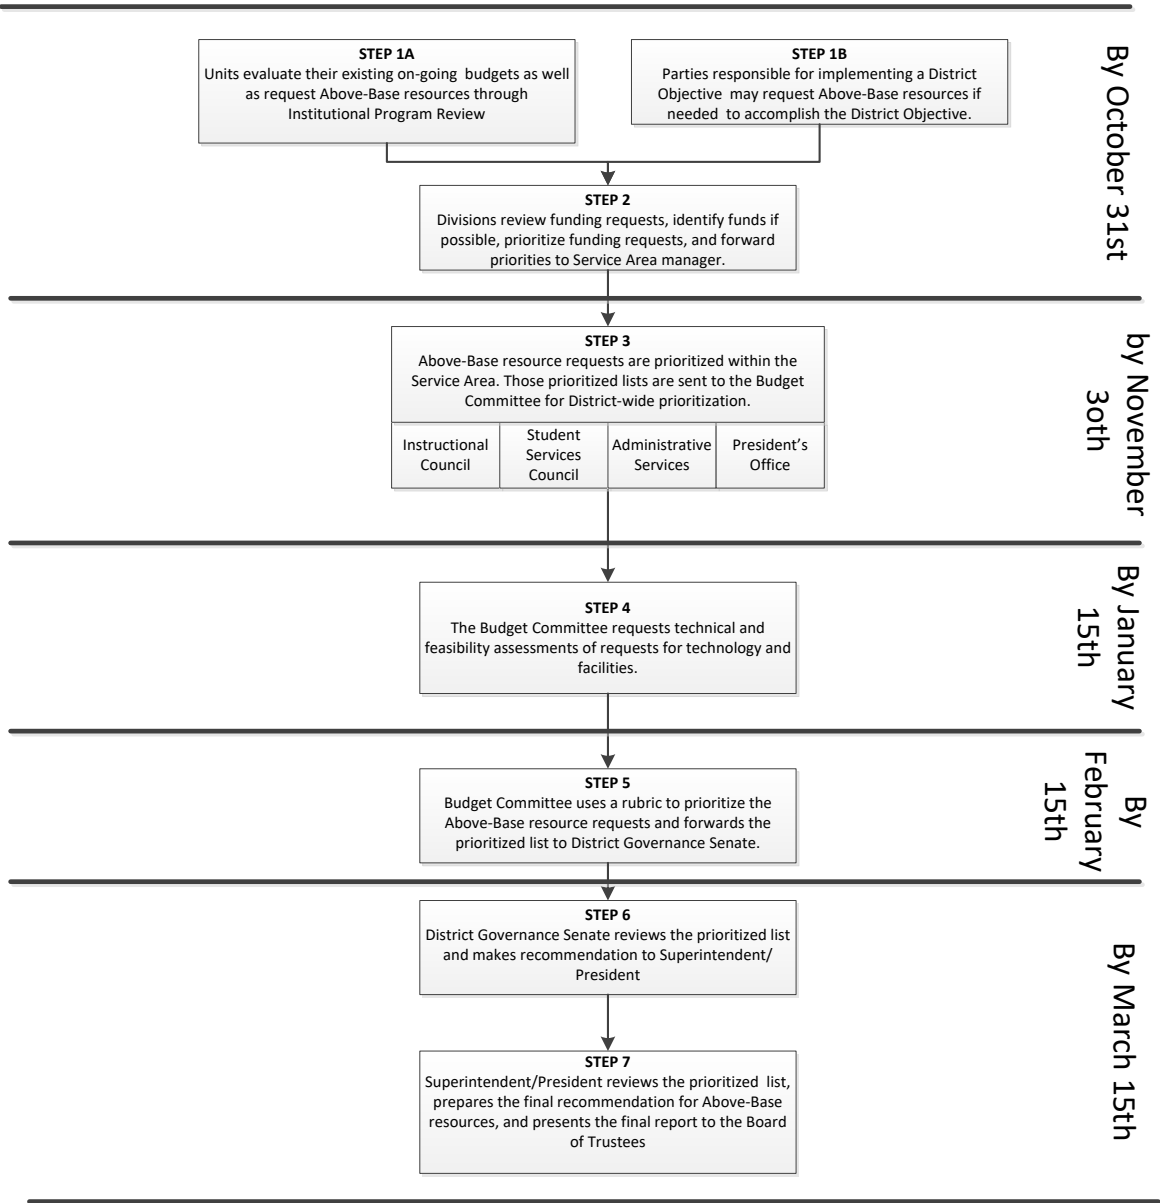 STEP 1A
Units evaluate their existing on-going budgets as well
as request Above-Base resources through
Institutional Program Review
STEP 1B
Parties responsible for implementing a District
Objective may request Above-Base resources if
needed to accomplish the District Objective.
By October 31st
STEP 2
Divisions review funding requests, identify funds if
possible, prioritize funding requests, and forward
priorities to Service Area manager.
STEP 3
Above-Base resource requests are prioritized within the
Service Area. Those prioritized lists are sent to the Budget
Committee for District-wide prioritization.
Instructional
Council
Student
Services
Council
Administrative
Services
President's
Office
by November
3oth
STEP 4
The Budget Committee requests technical and
feasibility assessments of requests for technology and
facilities.
By January
15th
STEP 5
Budget Committee uses a rubric to prioritize the
Above-Base resource requests and forwards the
prioritized list to District Governance Senate.
By
February
15th
STEP 6
District Governance Senate reviews the prioritized list
and makes recommendation to Superintendent/
President
STEP 7
Superintendent/President reviews the prioritized list,
prepares the final recommendation for Above-Base
resources, and presents the final report to the Board
of Trustees
By March 15th